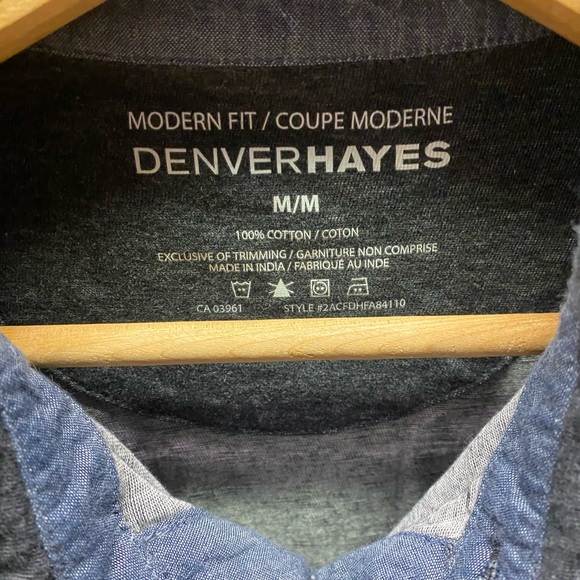 MODERN FIT / COUPE MODERNE
DENVERHAYES
M/M
100% COTTON / COTON
EXCLUSIVE OF TRIMMING / GARNITURE NON COMPRISE
MADE IN INDIA / FABRIQUÉ AU INDE
CA 03961 STYLE #2ACFDHFA84110